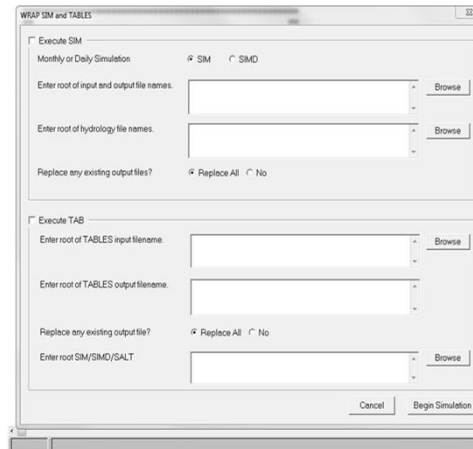 WRAP SIM and TABLES
Execute SIM
Monthly or Daily Simulation SIM SIMD
Enter root of input and output file names. Browse
Enter root of hydrology file names. Browse
Replace any existing output files? Replace All No
Execute TAB
Enter root of TABLES input filename. Browse
Enter root of TABLES output filename.
Replace any existing output file? Replace All No
Enter root SIM/SIMD/SALT Browse
Cancel Begin Simulation